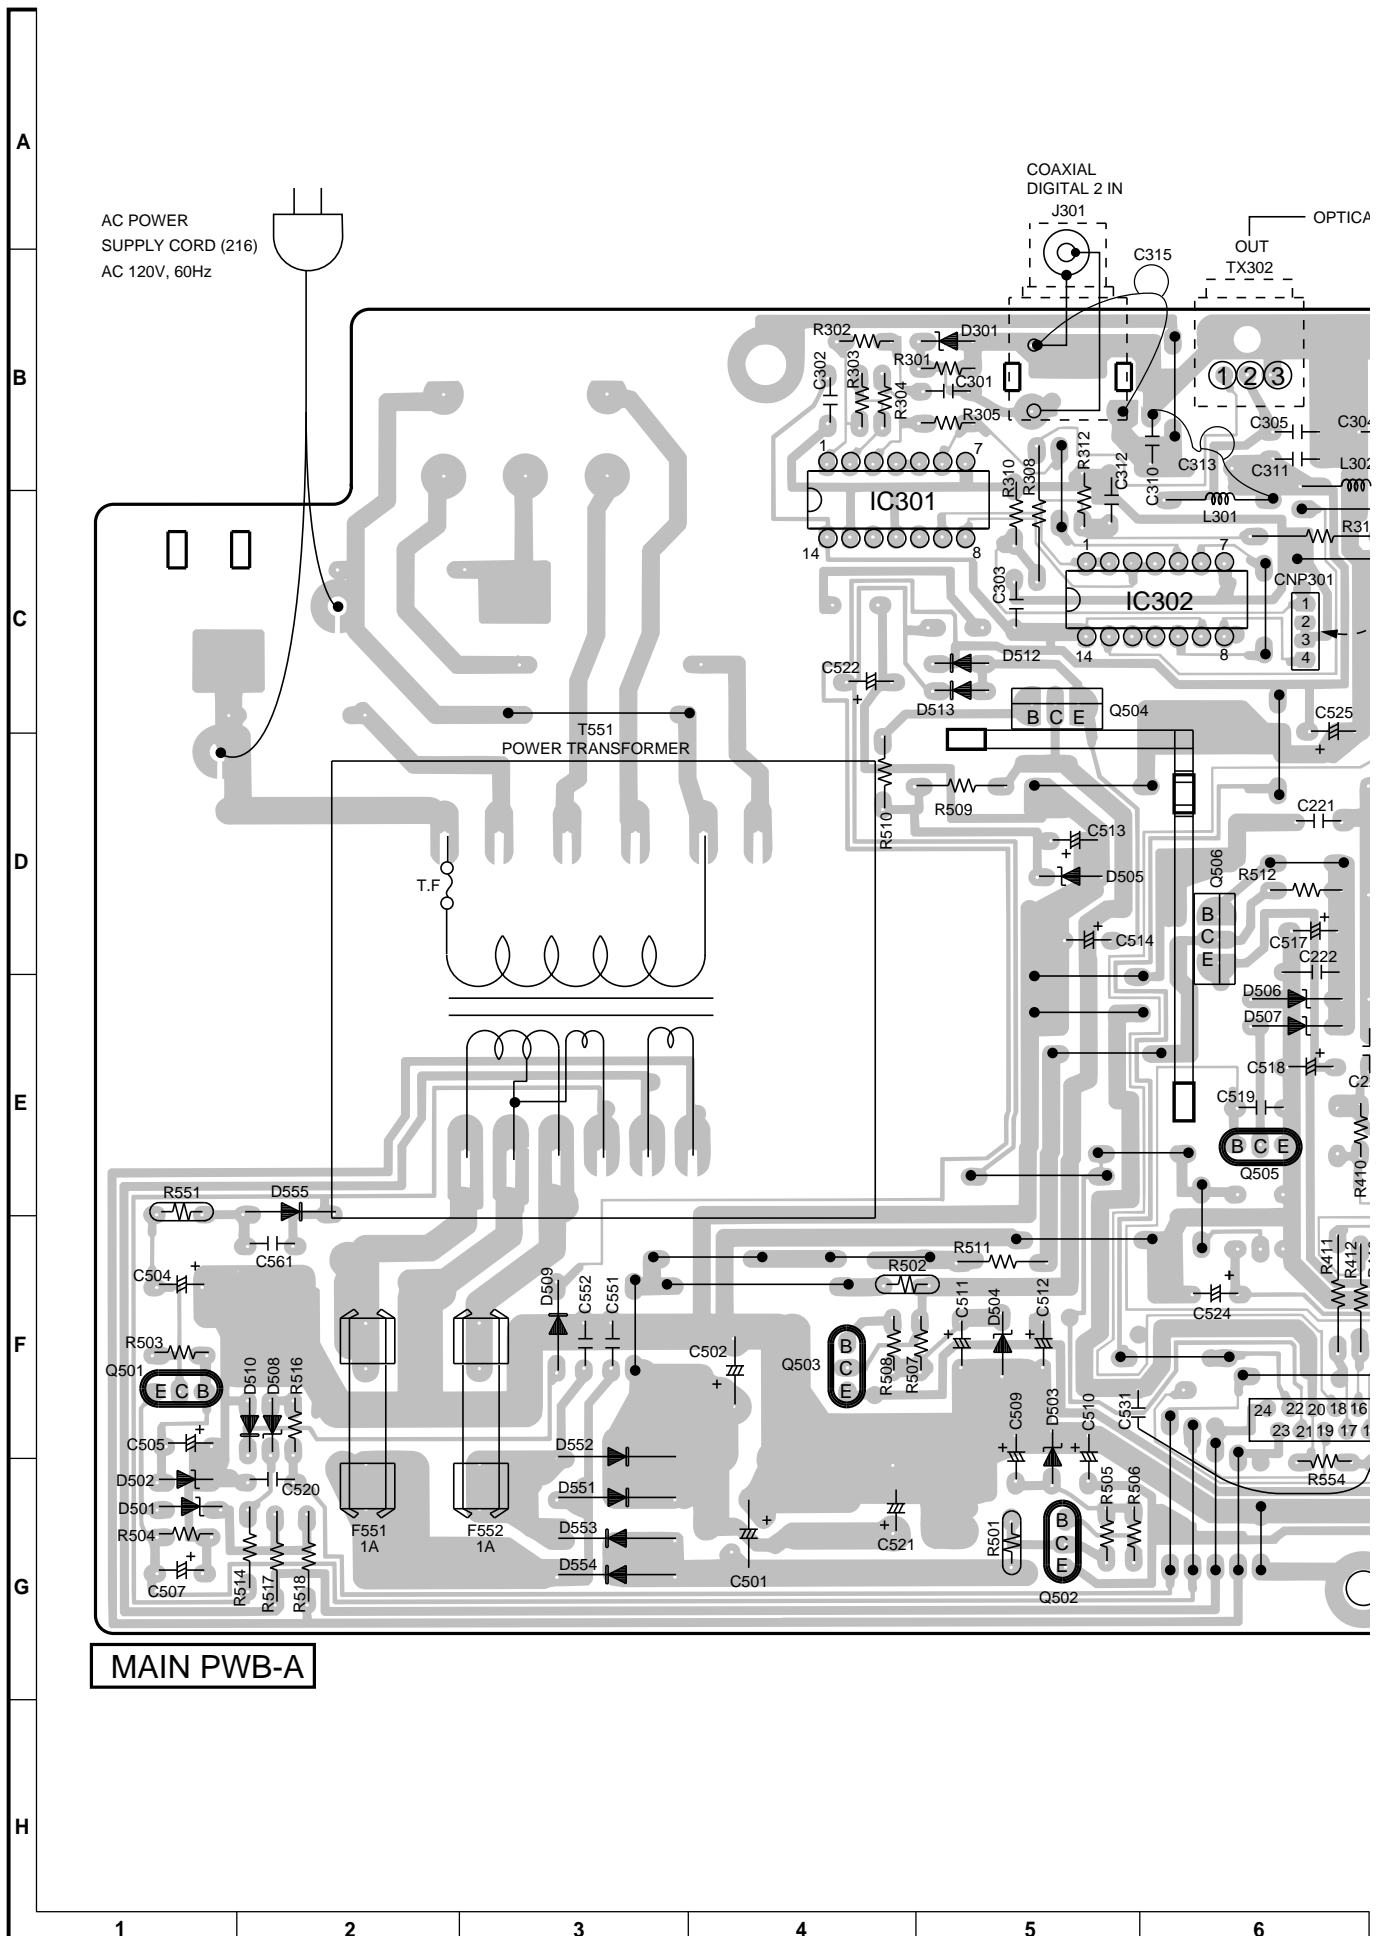 A
COAXIAL
DIGITAL 2 IN
J301
AC POWER
SUPPLY CORD (216)
AC 120V, 60Hz
OUT
TX302
C315
B
R302
D301
R301
C301
C302
R303
R304
R305
1 2 3
C305
C311
C313
C310
C312
R312
R308
R310
1
7
IC301
14
8
L301
C303
1
7
IC302
14
8
CNP301
1
2
3
4
C
D512
C522
+
D513
B C E
Q504
C525
+
T551
POWER TRANSFORMER
R510
R509
C221
C513
+
D505
Q506
R512
D
T.F
B
C
E
+
C517
C514
+
C222
D506
D507
C518
+
E
C519
B C E
Q505
R410
R551
D555
C561
C504
+
D509
C552
C551
R511
R502
C511
D504
C512
+
+
C524
+
R411
R412
F
R503
Q501
E C B
D510
D508
R516
C502
+
Q503
B
C
E
R508
R507
C509
D503
C510
+
+
C531
24 22 20 18 16
23 21 19 17
R554
C505
+
D502
D501
R504
C507
+
C520
R514
R517
R518
F551
1A
F552
1A
D552
D551
D553
D554
C501
+
C521
+
R501
B
C
E
Q502
R505
R506
G
MAIN PWB-A
H
1 2 3 4 5 6